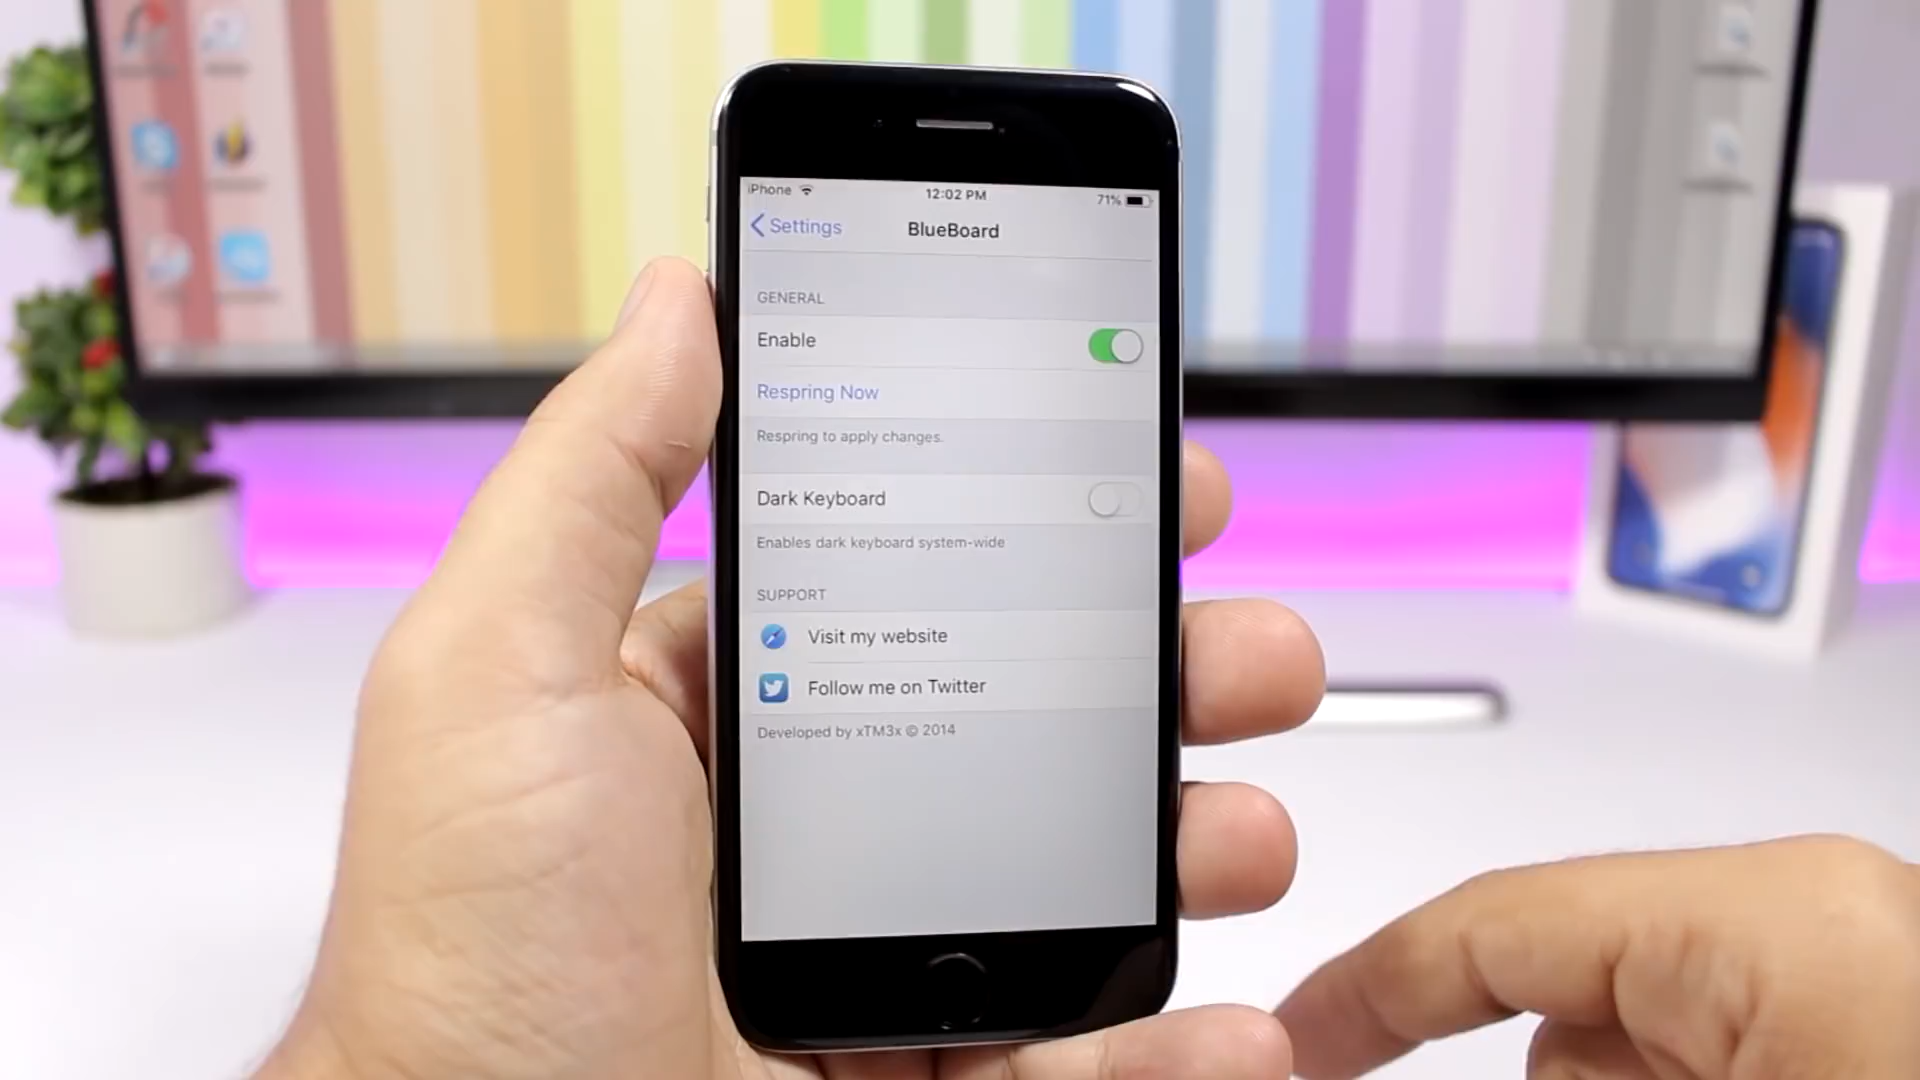 iPhone
12:02 PM
71%
Settings
BlueBoard
GENERAL
Enable
Respring Now
Respring to apply changes.
Dark Keyboard
Enables dark keyboard system-wide
SUPPORT
Visit my website
Follow me on Twitter
Developed by xTM3x © 2014